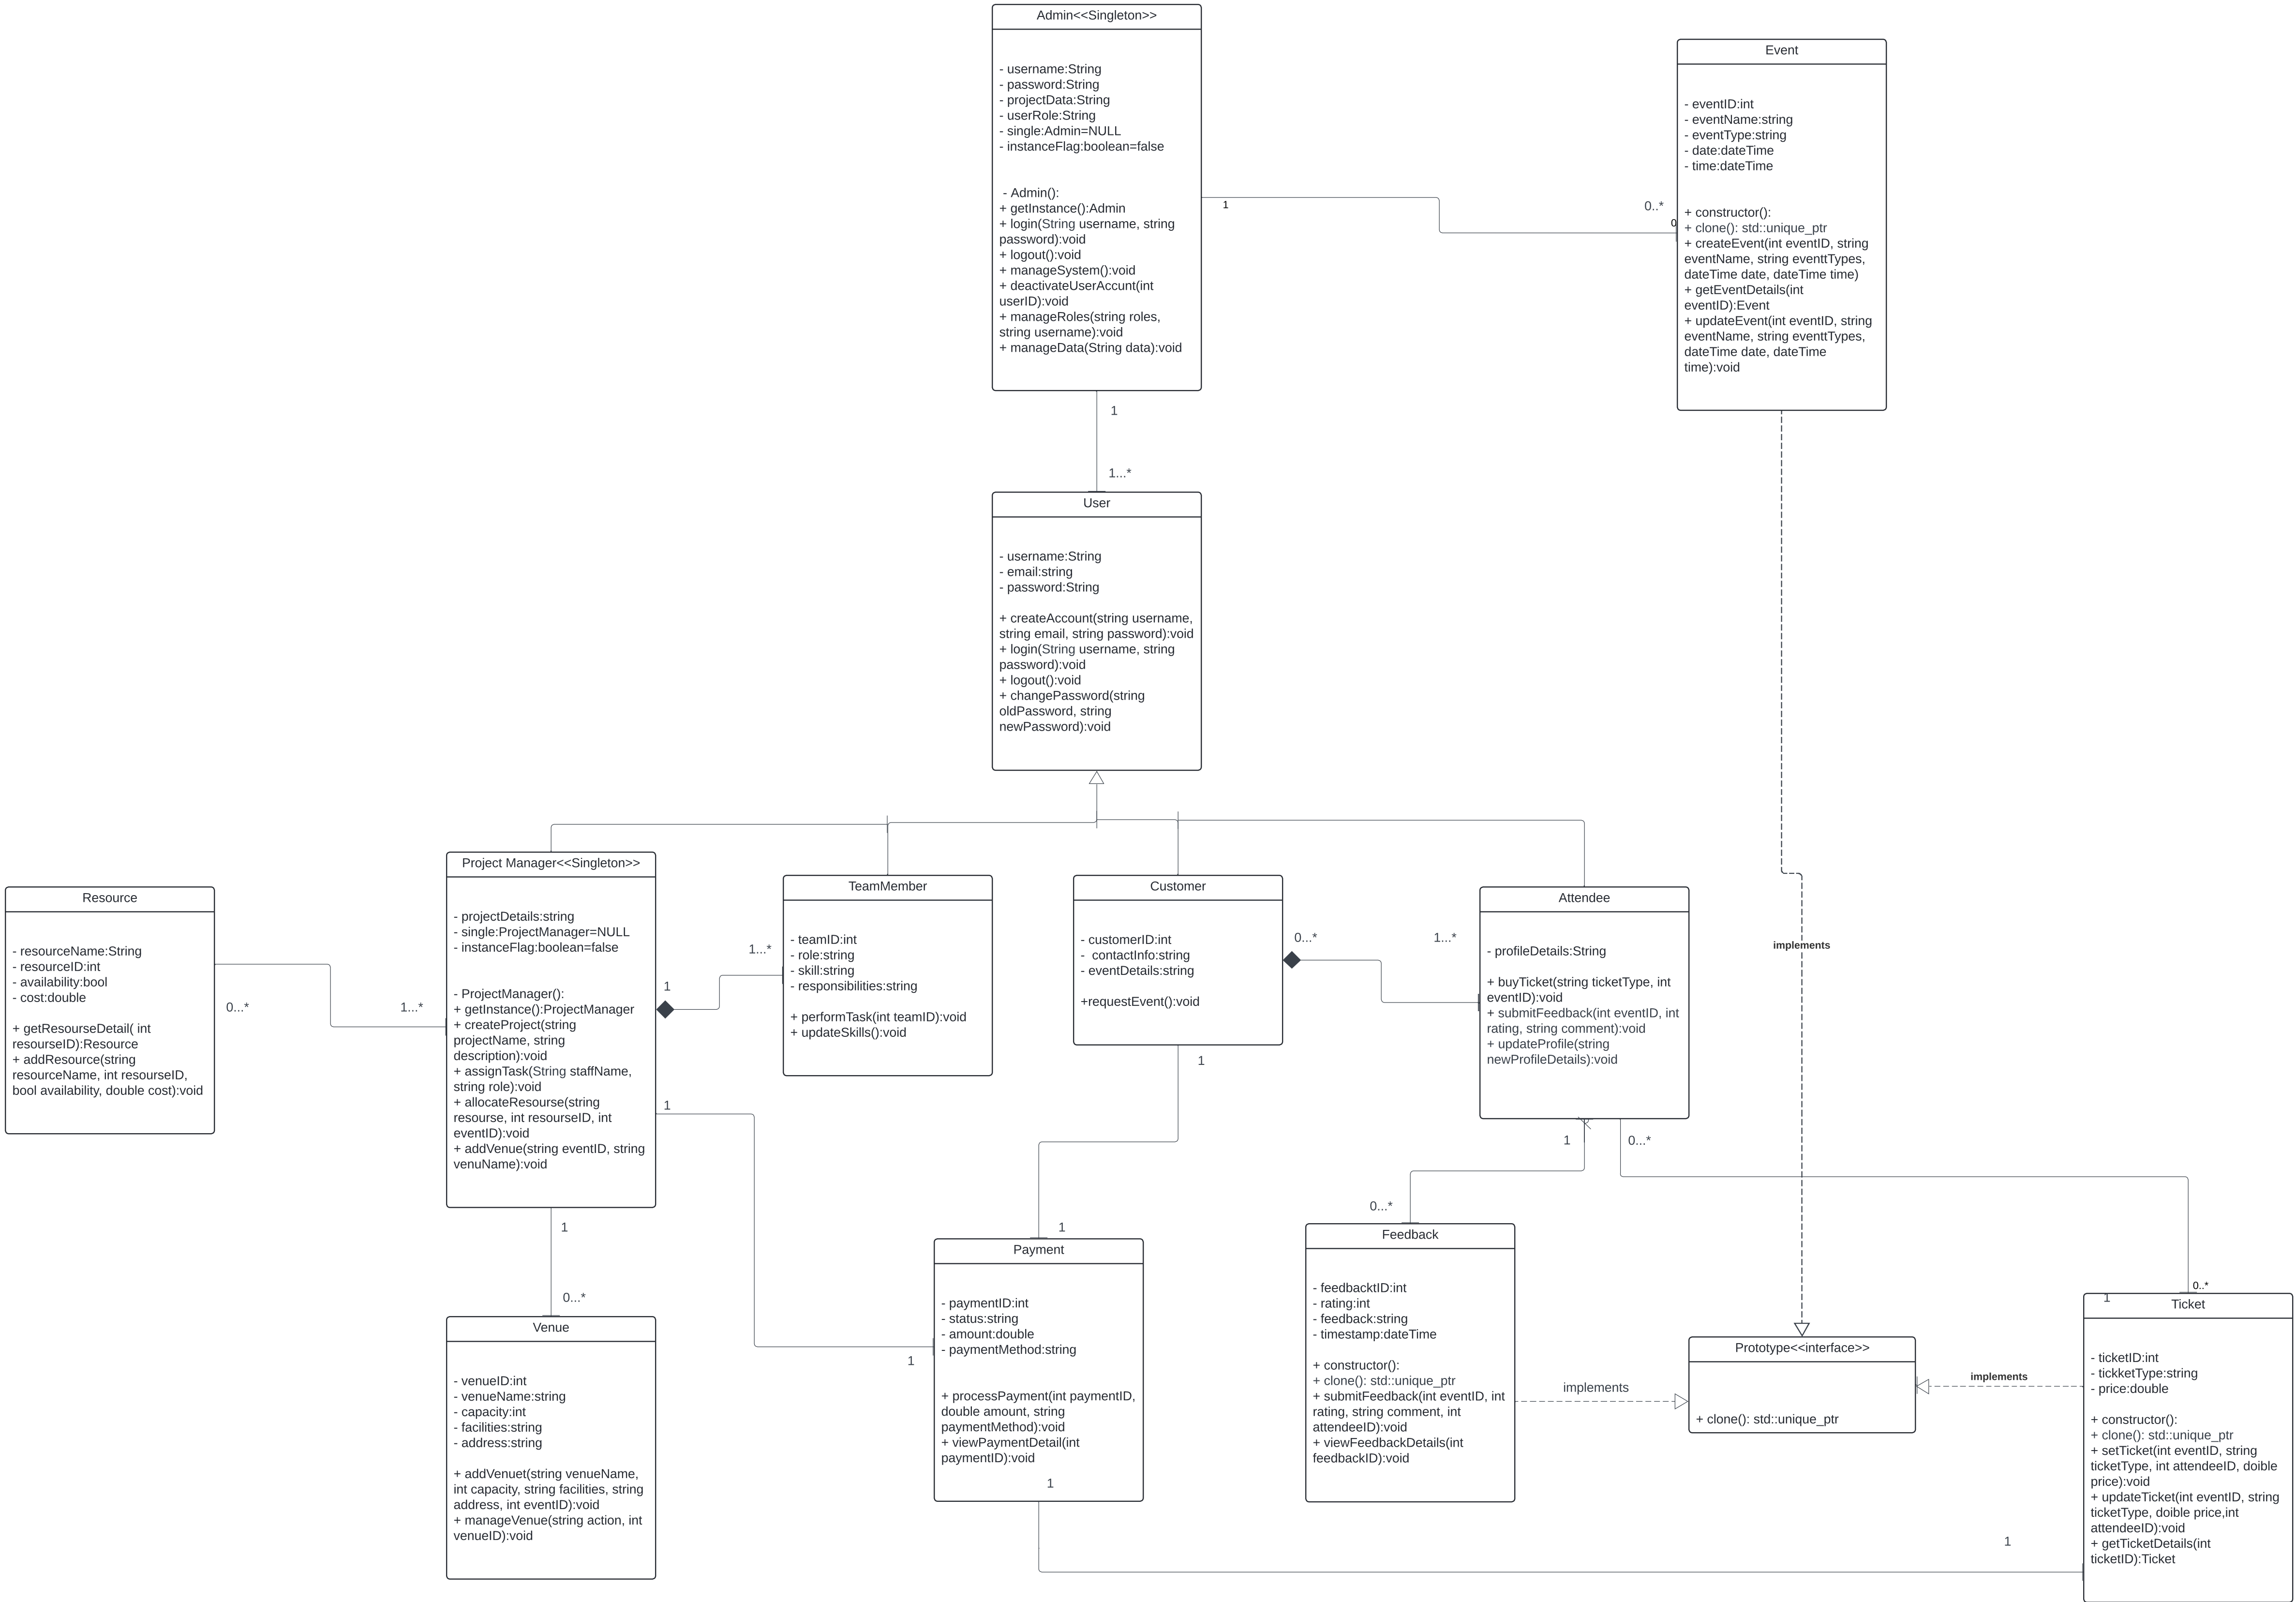 Admin<<Singleton>>
- username:String
- password:String
- projectData:String
- userRole:String
- single:Admin=NULL
- instanceFlag:boolean=false
- Admin():
+ getInstance():Admin
+ login(String username, string
password):void
+ logout():void
+ manageSystem():void
+ deactivateUserAccunt(int
userID):void
+ manageRoles(string roles,
string username):void
+ manageData(String data):void
1
0..*
0
Event
- eventID:int
- eventName:string
- eventType:string
- date:dateTime
- time:dateTime
+ constructor():
+ clone(): std::unique_ptr
+ createEvent(int eventID, string
eventName, string eventtTypes,
dateTime date, dateTime time)
+ getEventDetails(int
eventID):Event
+ updateEvent(int eventID, string
eventName, string eventtTypes,
dateTime date, dateTime
time):void
1
1...*
User
- username:String
- email:string
- password:String
+ createAccount(string username,
string email, string password):void
+ login(String username, string
password):void
+ logout():void
+ changePassword(string
oldPassword, string
newPassword):void
Resource
- resourceName:String
- resourceID:int
- availability:bool
- cost:double
+ getResourseDetail( int
resourseID):Resource
+ addResource(string
resourceName, int resourseID,
bool availability, double cost):void
0...*
1...*
Project Manager<<Singleton>>
- projectDetails:string
- single:ProjectManager=NULL
- instanceFlag:boolean=false
- ProjectManager():
+ getInstance():ProjectManager
+ createProject(string
projectName, string
description):void
+ assignTask(String staffName,
string role):void
+ allocateResourse(string
resourse, int resourseID, int
eventID):void
+ addVenue(string eventID, string
venuName):void
1
1...*
1
TeamMember
- teamID:int
- role:string
- skill:string
- responsibilities:string
+ performTask(int teamID):void
+ updateSkills():void
Customer
- customerID:int
-  contactInfo:string
- eventDetails:string
+requestEvent():void
0...*
1...*
1
Attendee
- profileDetails:String
+ buyTicket(string ticketType, int
eventID):void
+ submitFeedback(int eventID, int
rating, string comment):void
+ updateProfile(string
newProfileDetails):void
implements
1
0...*
0...*
1
0...*
Venue
- venueID:int
- venueName:string
- capacity:int
- facilities:string
- address:string
+ addVenuet(string venueName,
int capacity, string facilities, string
address, int eventID):void
+ manageVenue(string action, int
venueID):void
1
1
Payment
- paymentID:int
- status:string
- amount:double
- paymentMethod:string
+ processPayment(int paymentID,
double amount, string
paymentMethod):void
+ viewPaymentDetail(int
paymentID):void
1
Feedback
- feedbacktID:int
- rating:int
- feedback:string
- timestamp:dateTime
+ constructor():
+ clone(): std::unique_ptr
+ submitFeedback(int eventID, int
rating, string comment, int
attendeeID):void
+ viewFeedbackDetails(int
feedbackID):void
implements
Prototype<<interface>>
+ clone(): std::unique_ptr
implements
0..*
1
Ticket
- ticketID:int
- tickketType:string
- price:double
+ constructor():
+ clone(): std::unique_ptr
+ setTicket(int eventID, string
ticketType, int attendeeID, doible
price):void
+ updateTicket(int eventID, string
ticketType, doible price,int
attendeeID):void
+ getTicketDetails(int
ticketID):Ticket
1